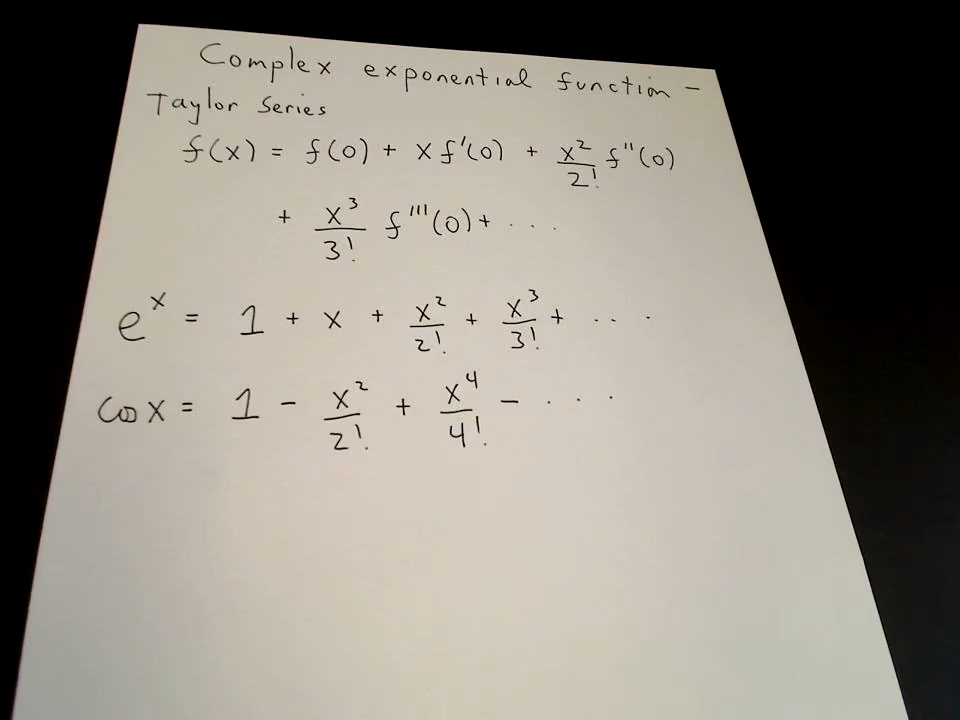 Complex exponential function -
Taylor Series
f(x) = f(0) + x f'(0) + x²/2! f''(0)
+ x³/3! f'''(0) + ...
eˣ = 1 + x + x²/2! + x³/3! + ...
cos x = 1 - x²/2! + x⁴/4! - ...